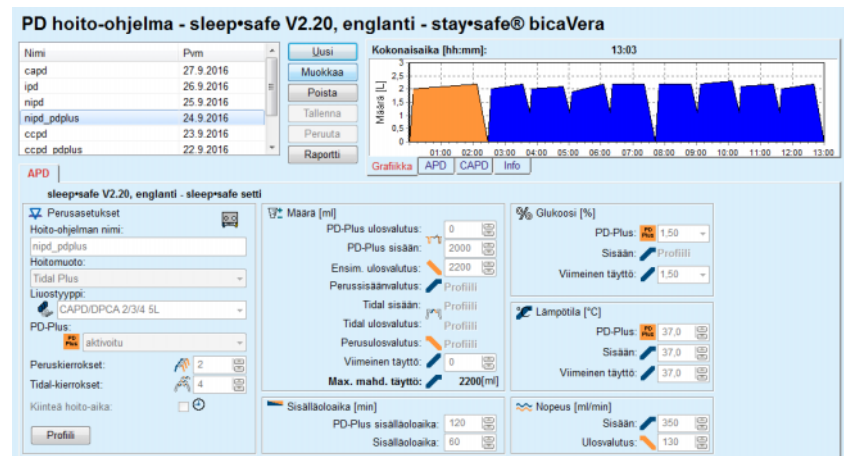 PD hoito-ohjelma - sleep•safe V2.20, englanti - stay•safe® bicaVera
Nimi Pvm
capd 27.9.2016
ipd 26.9.2016
nipd 25.9.2016
nipd_pdplus 24.9.2016
ccpd 23.9.2016
ccpd_pdplus 22.9.2016
Uusi
Muokkaa
Poista
Tallenna
Peruuta
Raportti
Kokonaisaika [hh:mm]: 13:03
Määrä [L]
3
2,5
2
1,5
1
0,5
0
01:00 02:00 03:00 04:00 05:00 06:00 07:00 08:00 09:00 10:00 11:00 12:00 13:00
Grafiikka APD CAPD Info
APD
sleep•safe V2.20, englanti - sleep•safe setti
Perusasetukset
Hoito-ohjelman nimi:
nipd_pdplus
Hoitomuoto:
Tidal Plus
Liuostyyppi:
CAPD/DPCA 2/3/4 5L
PD-Plus:
PD Plus aktivoitu
Peruskierrokset: 2
Tidal-kierrokset: 4
Kiinteä hoito-aika:
Profiili
Määrä [ml]
PD-Plus ulosvalutus: 0
PD-Plus sisään: 2000
Ensim. ulosvalutus: 2200
Perussisäänvalutus: Profiili
Tidal sisään: Profiili
Tidal ulosvalutus: Profiili
Perusulosvalutus: Profiili
Viimeinen täyttö: 0
Max. mahd. täyttö: 2200[ml]
Sisälläoloaika [min]
PD-Plus sisälläoloaika: 120
Sisälläoloaika: 60
Glukoosi [%]
PD-Plus: PD Plus 1,50
Sisään: Profiili
Viimeinen täyttö: 1,50
Lämpötila [°C]
PD-Plus: PD Plus 37,0
Sisään: 37,0
Viimeinen täyttö: 37,0
Nopeus [ml/min]
Sisään: 350
Ulosvalutus: 130